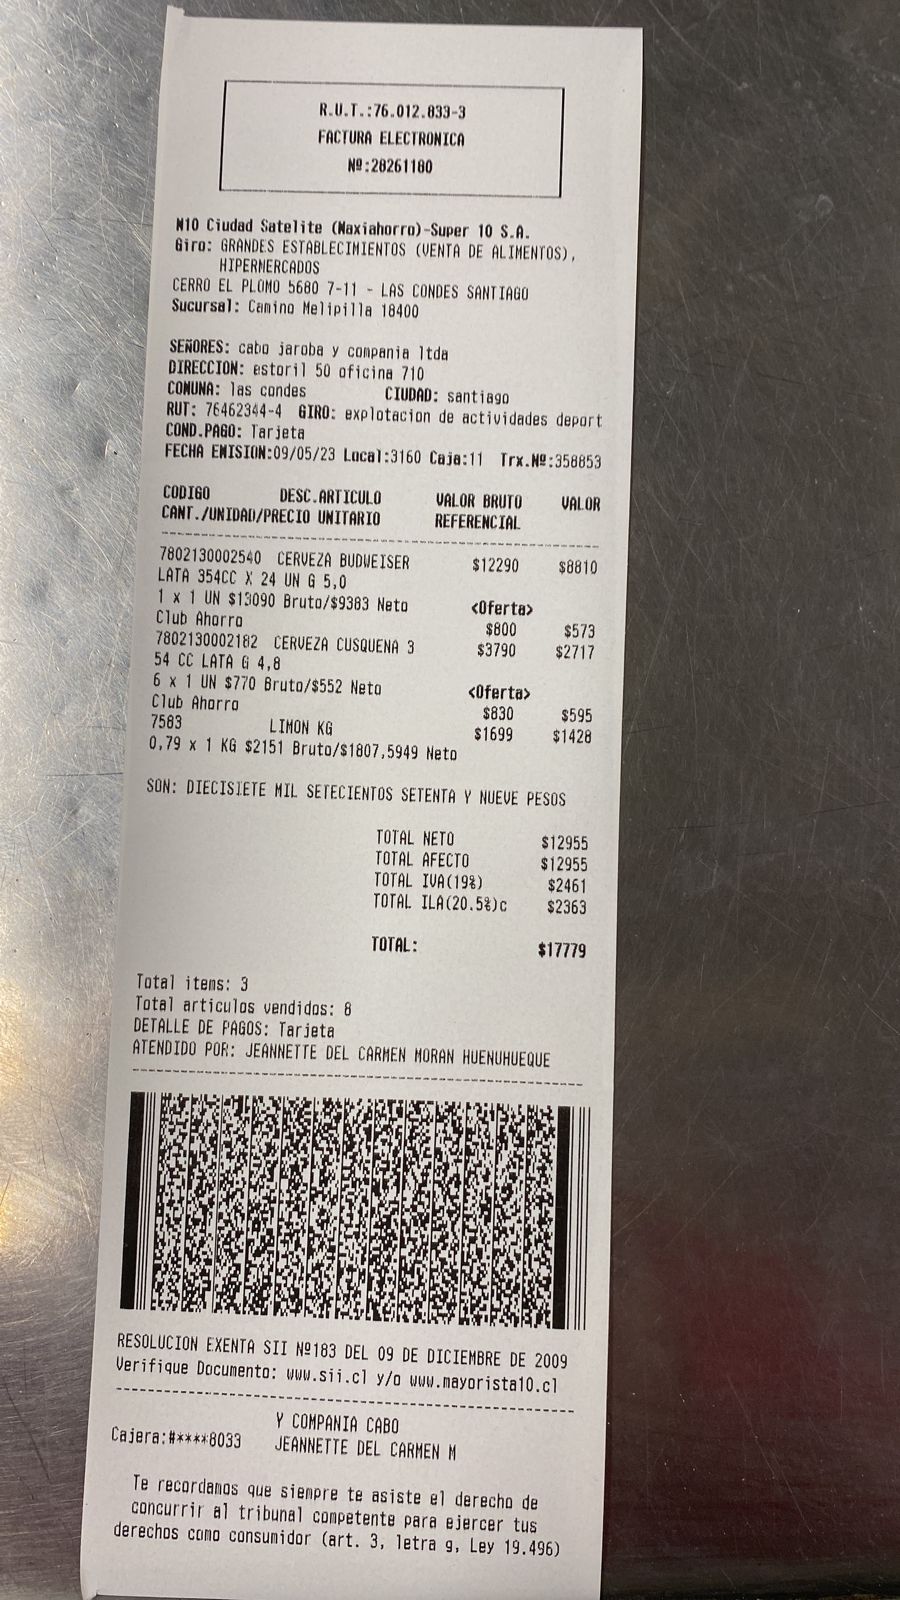 R.U.T.:76.012.833-3
FACTURA ELECTRONICA
Nº:28261180
M10 Ciudad Satelite (Maxiahorro)-Super 10 S.A.
Giro: GRANDES ESTABLECIMIENTOS (VENTA DE ALIMENTOS),
HIPERMERCADOS
CERRO EL PLOMO 5680 7-11 - LAS CONDES SANTIAGO
Sucursal: Camino Melipilla 18400
SEÑORES: cabo jaroba y compania ltda
DIRECCION: estoril 50 oficina 710
COMUNA: las condes CIUDAD: santiago
RUT: 76462344-4 GIRO: explotacion de actividades deport
COND.PAGO: Tarjeta
FECHA EMISION:09/05/23 Local:3160 Caja:11 Trx.Nº:358853
CODIGO DESC.ARTICULO VALOR BRUTO VALOR
CANT./UNIDAD/PRECIO UNITARIO REFERENCIAL
7802130002540 CERVEZA BUDWEISER $12290 $8810
LATA 354CC X 24 UN G 5,0
1 x 1 UN $13090 Bruto/$9383 Neto <Oferta>
Club Ahorro $800 $573
7802130002182 CERVEZA CUSQUENA 3 $3790 $2717
54 CC LATA G 4,8
6 x 1 UN $770 Bruto/$552 Neto <Oferta>
Club Ahorro $830 $595
7583 LIMON KG $1699 $1428
0,79 x 1 KG $2151 Bruto/$1807,5949 Neto
SON: DIECISIETE MIL SETECIENTOS SETENTA Y NUEVE PESOS
TOTAL NETO $12955
TOTAL AFECTO $12955
TOTAL IVA(19%) $2461
TOTAL ILA(20.5%)c $2363
TOTAL: $17779
Total items: 3
Total articulos vendidos: 8
DETALLE DE PAGOS: Tarjeta
ATENDIDO POR: JEANNETTE DEL CARMEN MORAN HUENUHUEQUE
RESOLUCION EXENTA SII Nº183 DEL 09 DE DICIEMBRE DE 2009
Verifique Documento: www.sii.cl y/o www.mayorista10.cl
Y COMPANIA CABO
Cajera:#****8033 JEANNETTE DEL CARMEN M
Te recordamos que siempre te asiste el derecho de
concurrir al tribunal competente para ejercer tus
derechos como consumidor (art. 3, letra g, Ley 19.496)